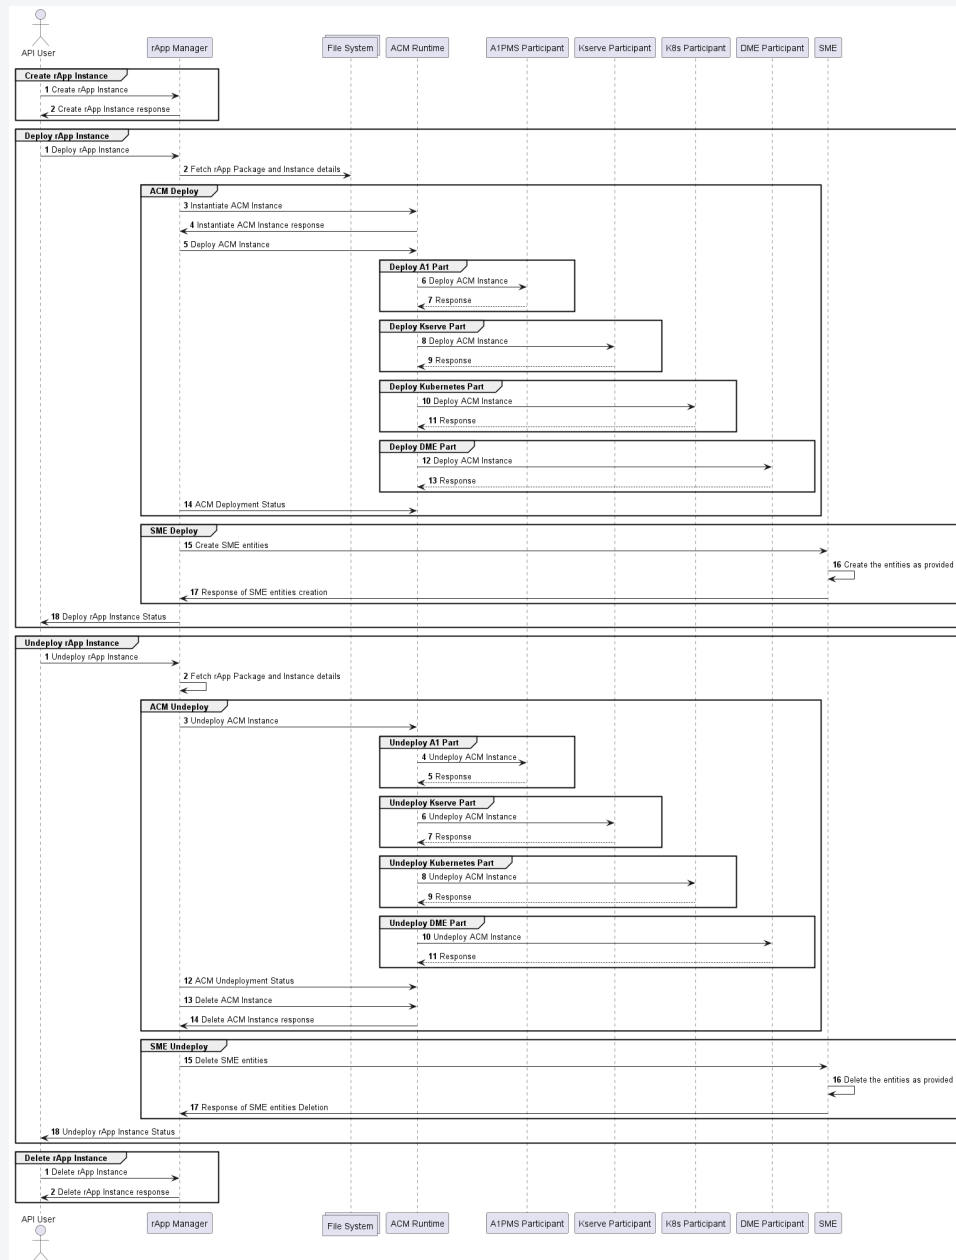 API User
rApp Manager
File System
ACM Runtime
A1PMS Participant
Kserve Participant
K8s Participant
DME Participant
SME
Create rApp Instance
1 Create rApp Instance
2 Create rApp Instance response
Deploy rApp Instance
1 Deploy rApp Instance
2 Fetch rApp Package and Instance details
ACM Deploy
3 Instantiate ACM Instance
4 Instantiate ACM Instance response
5 Deploy ACM Instance
Deploy A1 Part
6 Deploy ACM Instance
7 Response
Deploy Kserve Part
8 Deploy ACM Instance
9 Response
Deploy Kubernetes Part
10 Deploy ACM Instance
11 Response
Deploy DME Part
12 Deploy ACM Instance
13 Response
14 ACM Deployment Status
SME Deploy
15 Create SME entities
16 Create the entities as provided
17 Response of SME entities creation
18 Deploy rApp Instance Status
Undeploy rApp Instance
1 Undeploy rApp Instance
2 Fetch rApp Package and Instance details
ACM Undeploy
3 Undeploy ACM Instance
Undeploy A1 Part
4 Undeploy ACM Instance
5 Response
Undeploy Kserve Part
6 Undeploy ACM Instance
7 Response
Undeploy Kubernetes Part
8 Undeploy ACM Instance
9 Response
Undeploy DME Part
10 Undeploy ACM Instance
11 Response
12 ACM Undeployment Status
13 Delete ACM Instance
14 Delete ACM Instance response
SME Undeploy
15 Delete SME entities
16 Delete the entities as provided
17 Response of SME entities Deletion
18 Undeploy rApp Instance Status
Delete rApp Instance
1 Delete rApp Instance
2 Delete rApp Instance response
API User
rApp Manager
File System
ACM Runtime
A1PMS Participant
Kserve Participant
K8s Participant
DME Participant
SME